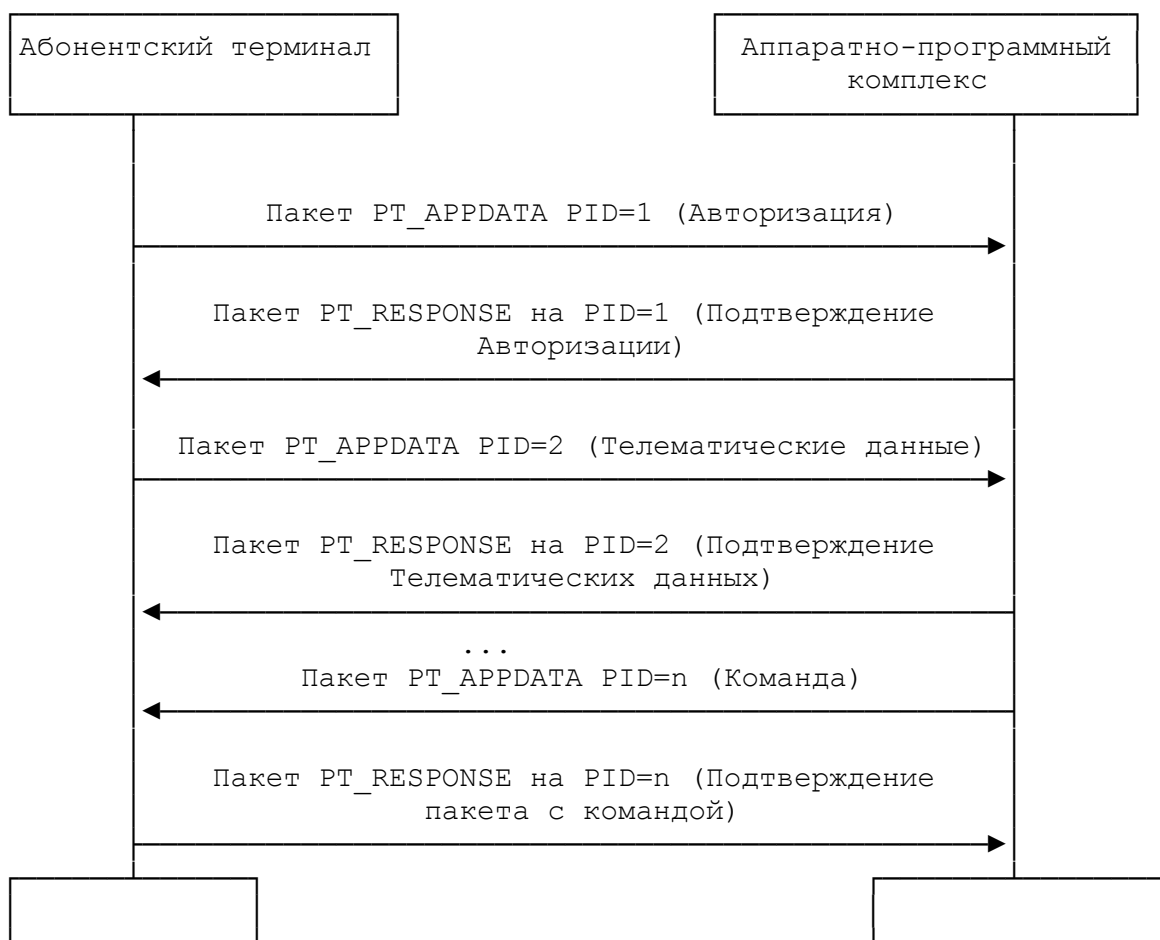 Абонентский терминал
Аппаратно-программный
комплекс
Пакет PT_APPDATA PID=1 (Авторизация)
Пакет PT_RESPONSE на PID=1 (Подтверждение
Авторизации)
Пакет PT_APPDATA PID=2 (Телематические данные)
Пакет PT_RESPONSE на PID=2 (Подтверждение
Телематических данных)
...
Пакет PT_APPDATA PID=n (Команда)
Пакет PT_RESPONSE на PID=n (Подтверждение
пакета с командой)